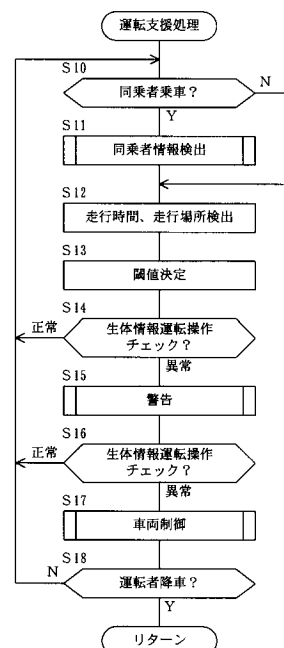 運転支援処理
S10
同乗者乗車?
N
Y
S11
同乗者情報検出
S12
走行時間、走行場所検出
S13
閾値決定
S14
正常
生体情報運転操作
チェック?
異常
S15
警告
S16
正常
生体情報運転操作
チェック?
異常
S17
車両制御
S18
N
運転者降車?
Y
リターン